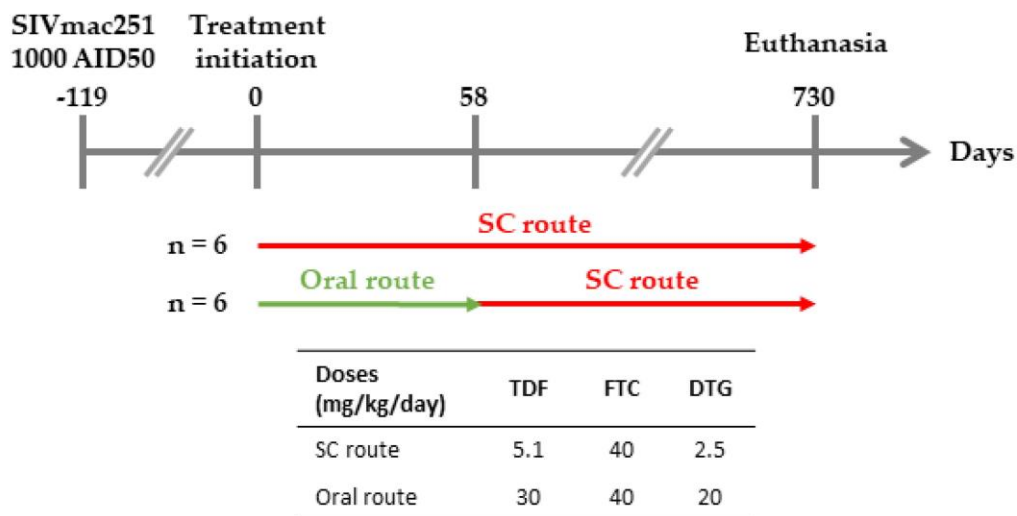 SIVmac251 Treatment
1000 AID50 initiation
Euthanasia
-119 0 58 730
Days
SC route
n = 6
Oral route SC route
n = 6
Doses
(mg/kg/day) TDF FTC DTG
SC route 5.1 40 2.5
Oral route 30 40 20